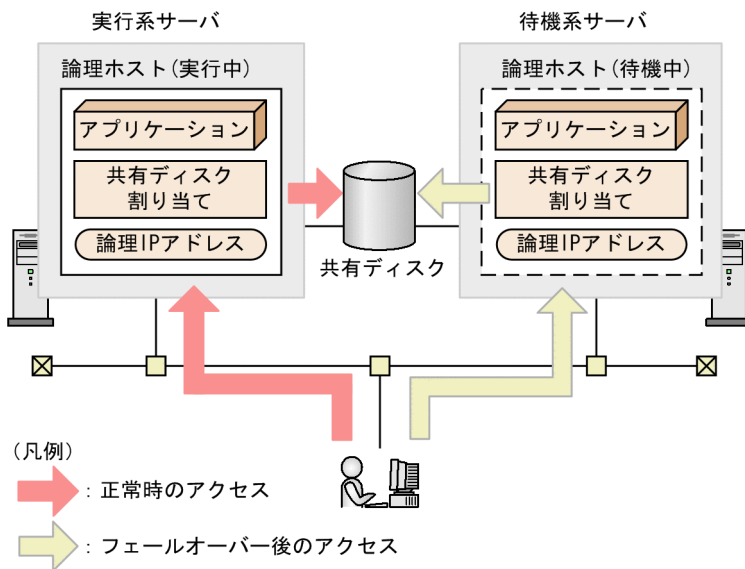 実行系サーバ
待機系サーバ
論理ホスト(実行中)
アプリケーション
共有ディスク
割り当て
論理IPアドレス
論理ホスト(待機中)
アプリケーション
共有ディスク
割り当て
論理IPアドレス
共有ディスク
(凡例)
：正常時のアクセス
：フェールオーバー後のアクセス